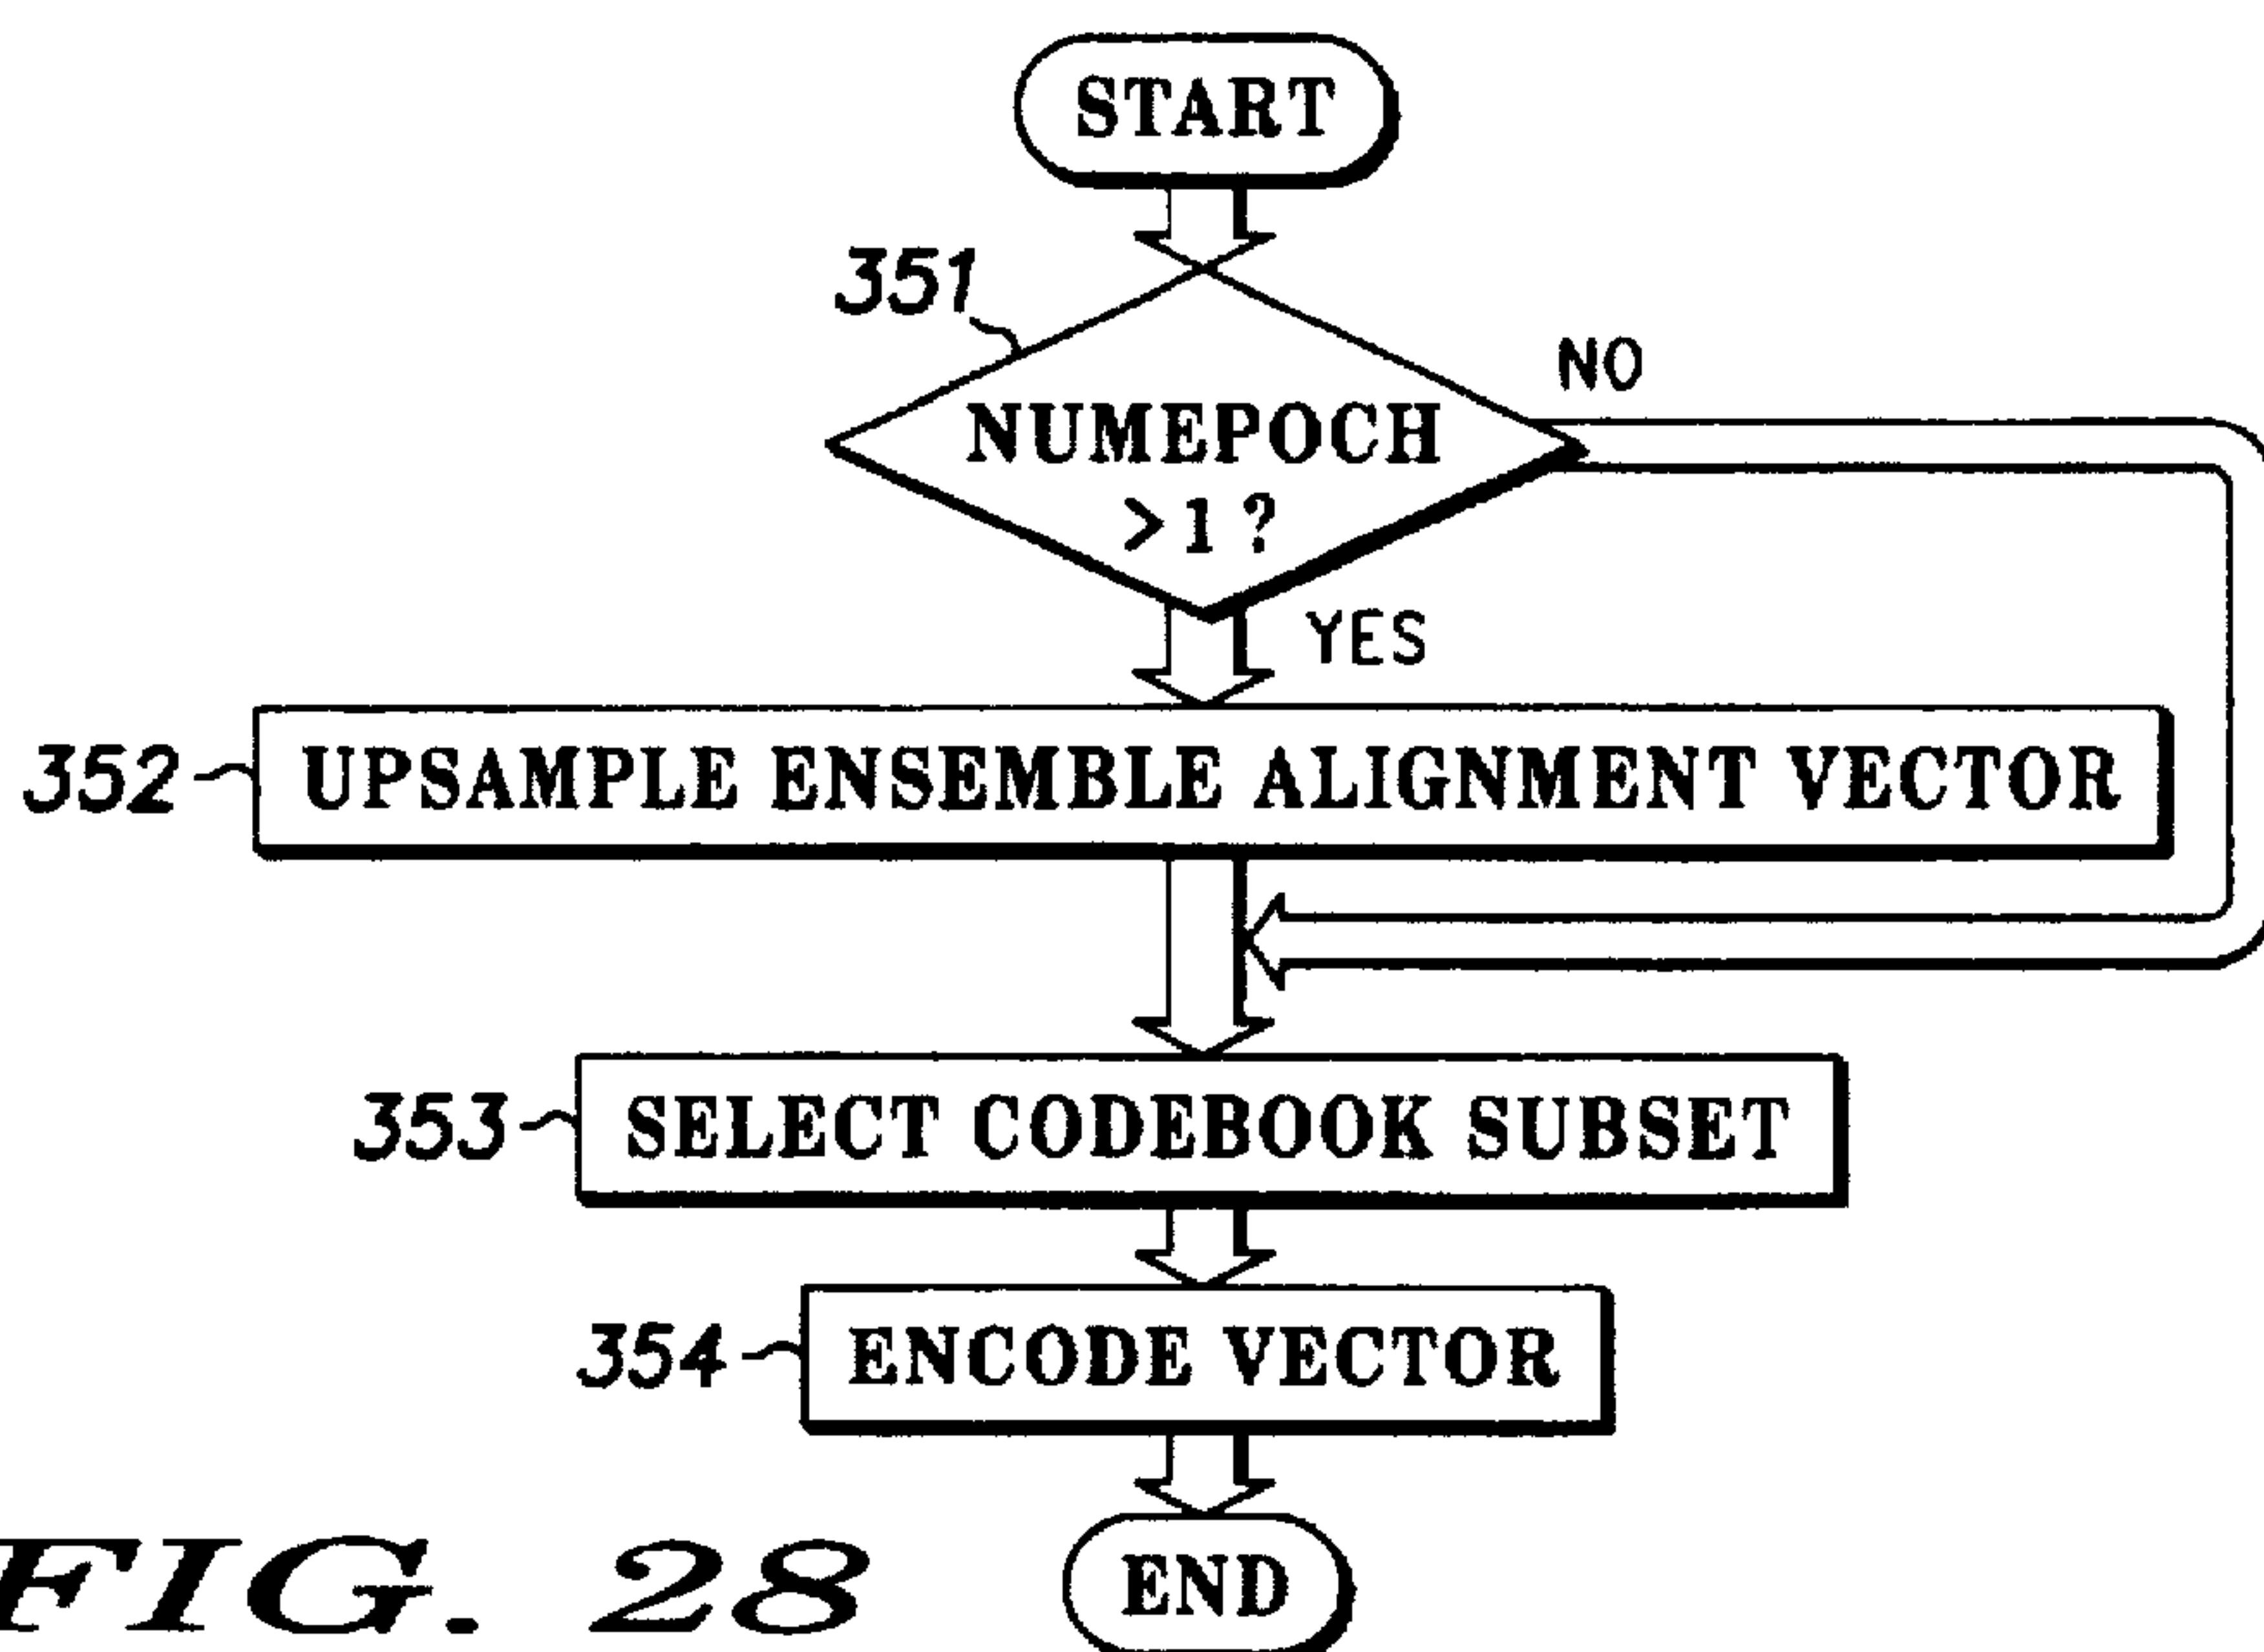 START
351
NO
NUMEPOCH
>1?
YES
352
UPSAMPLE ENSEMBLE ALIGNMENT VECTOR
353
SELECT CODEBOOK SUBSET
354
ENCODE VECTOR
END
FIG. 28